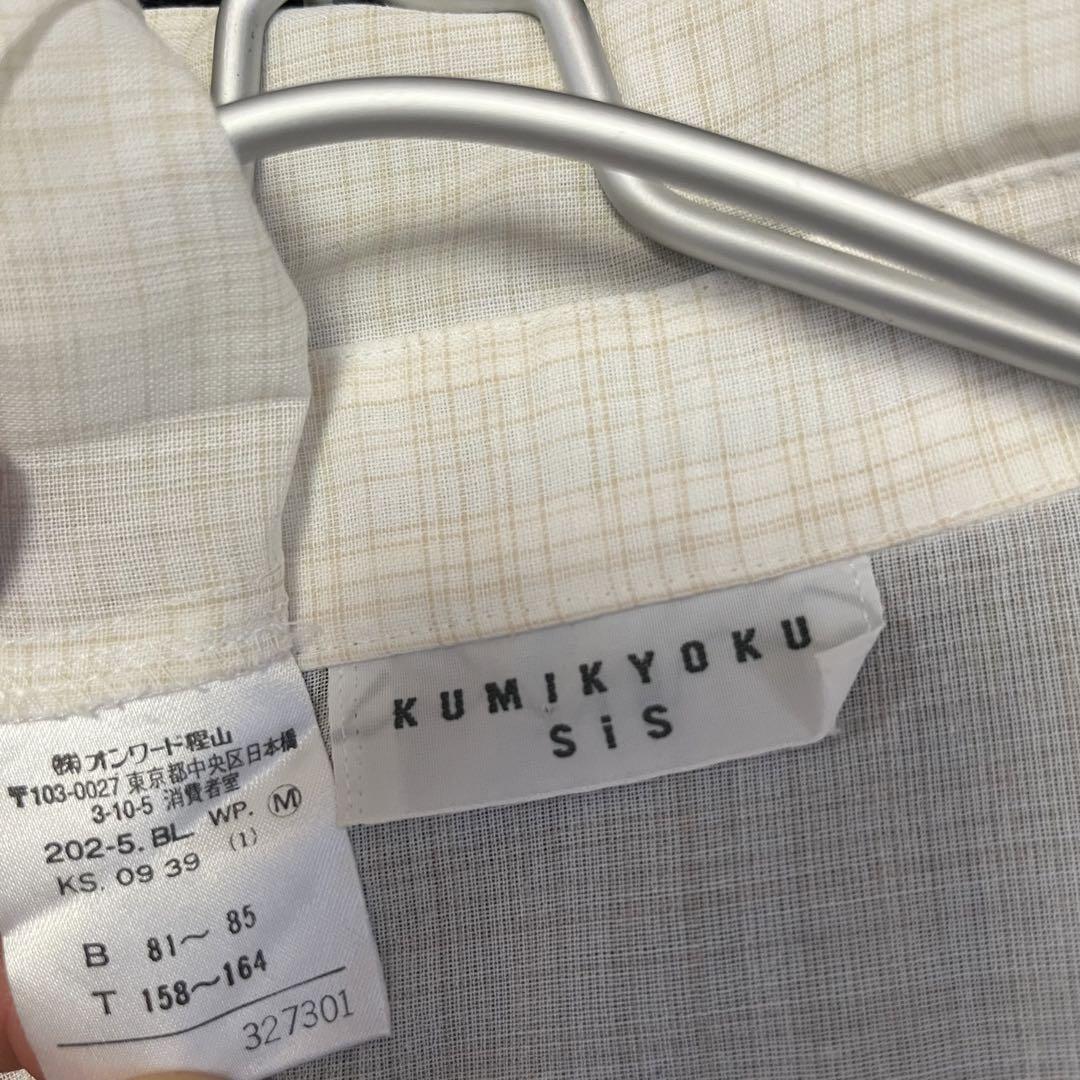 KUMIKYOKU
SiS
㈱オンワード樫山
〒103-0027 東京都中央区日本橋
3-10-5 消費者室
202-5. BL. WP. Ⓜ
KS. 09 39 (1)
B 81～85
T 158～164
327301